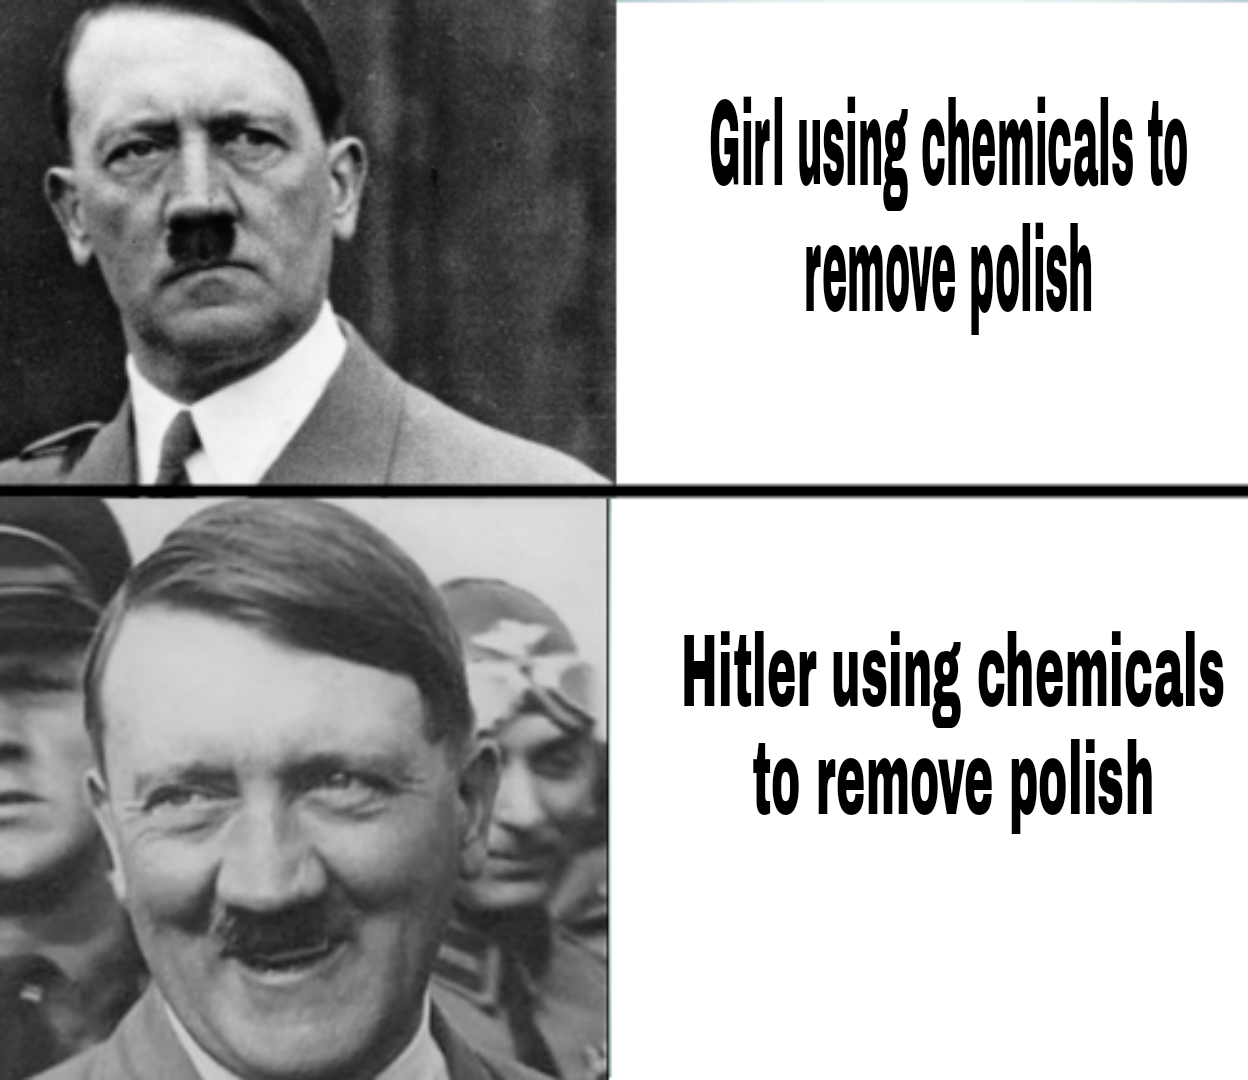 Girl using chemicals to
remove polish
Hitler using chemicals
to remove polish